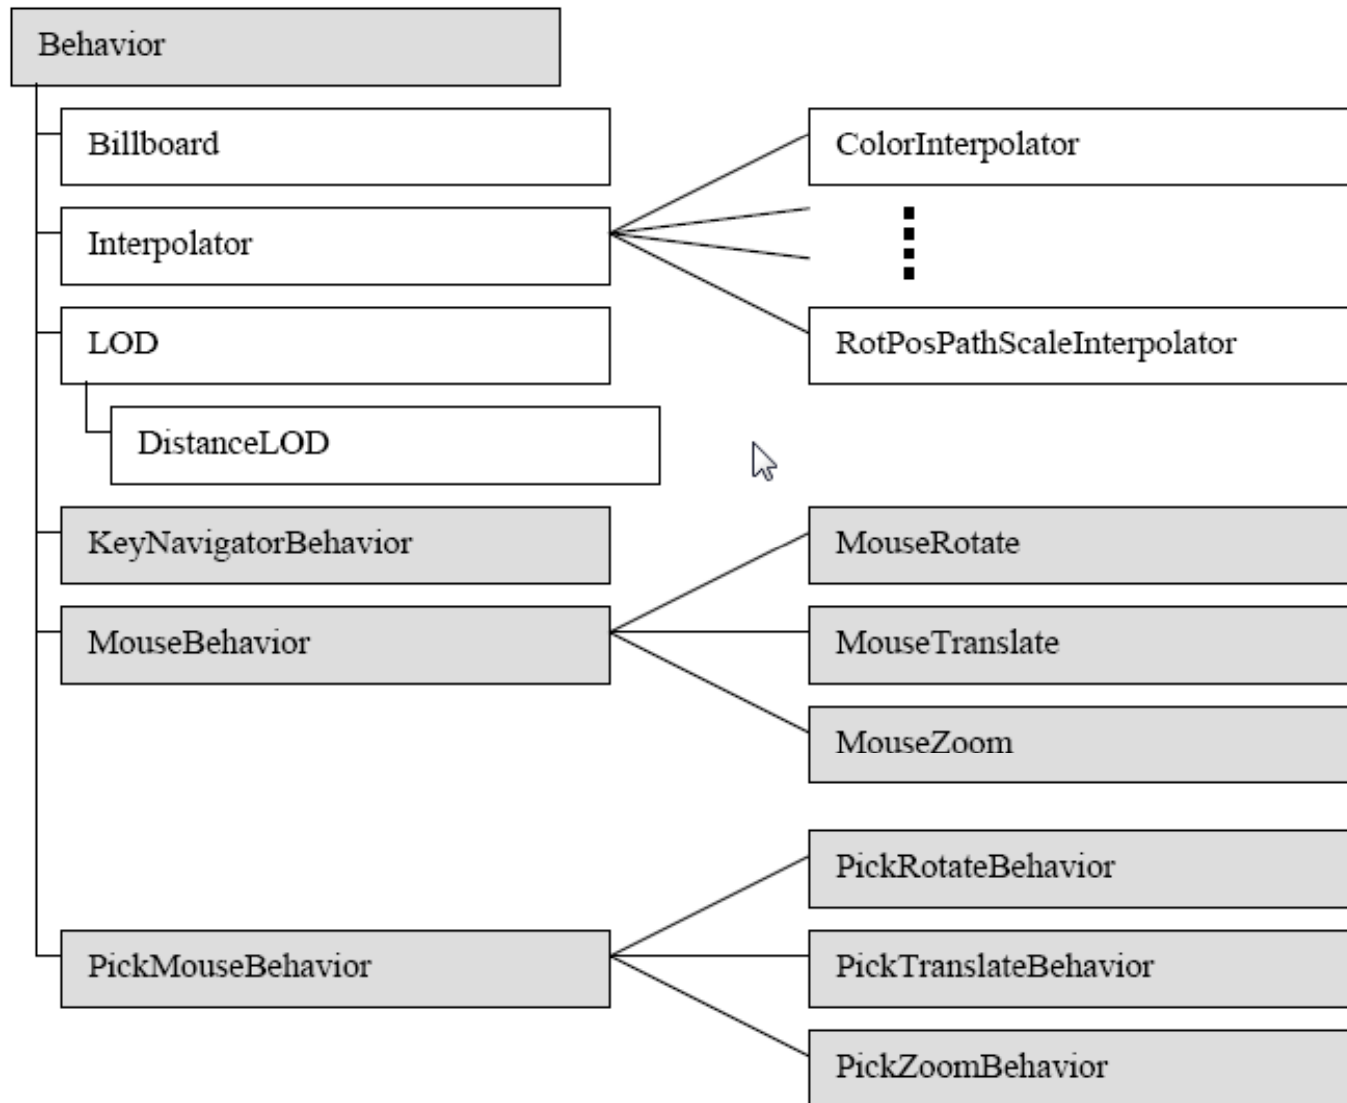 Behavior
Billboard
ColorInterpolator
Interpolator
LOD
RotPosPathScaleInterpolator
DistanceLOD
KeyNavigatorBehavior
MouseRotate
MouseBehavior
MouseTranslate
MouseZoom
PickRotateBehavior
PickMouseBehavior
PickTranslateBehavior
PickZoomBehavior